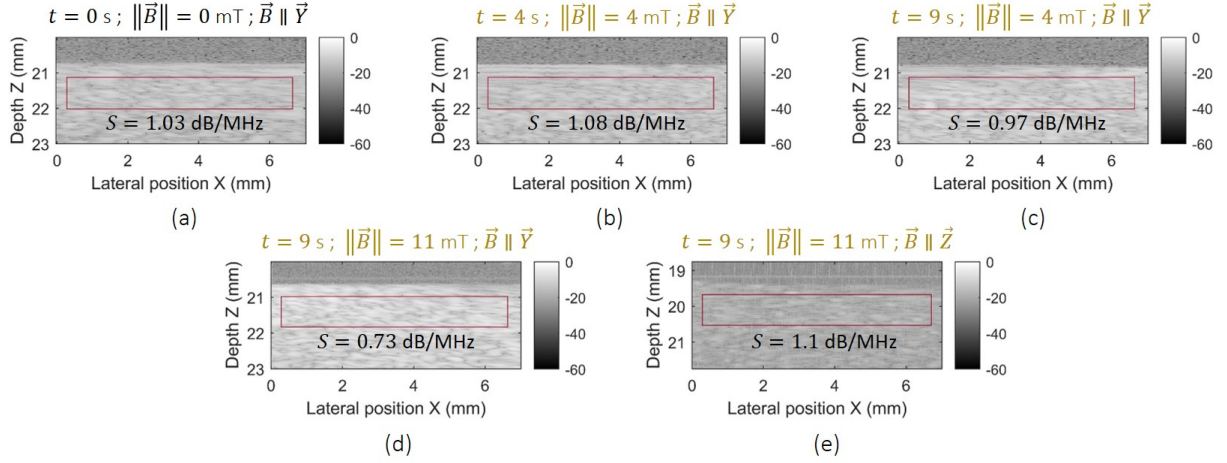 t = 0 s ; ‖B⃗‖ = 0 mT ; B⃗ ∥ Y⃗
t = 4 s ; ‖B⃗‖ = 4 mT ; B⃗ ∥ Y⃗
t = 9 s ; ‖B⃗‖ = 4 mT ; B⃗ ∥ Y⃗
Depth Z (mm)
21
22
23
S = 1.03 dB/MHz
0
-20
-40
-60
0 2 4 6
Lateral position X (mm)
(a)
Depth Z (mm)
21
22
23
S = 1.08 dB/MHz
0
-20
-40
-60
0 2 4 6
Lateral position X (mm)
(b)
Depth Z (mm)
21
22
23
S = 0.97 dB/MHz
0
-20
-40
-60
0 2 4 6
Lateral position X (mm)
(c)
t = 9 s ; ‖B⃗‖ = 11 mT ; B⃗ ∥ Y⃗
t = 9 s ; ‖B⃗‖ = 11 mT ; B⃗ ∥ Z⃗
Depth Z (mm)
21
22
23
S = 0.73 dB/MHz
0
-20
-40
-60
0 2 4 6
Lateral position X (mm)
(d)
Depth Z (mm)
19
20
21
S = 1.1 dB/MHz
0
-20
-40
-60
0 2 4 6
Lateral position X (mm)
(e)